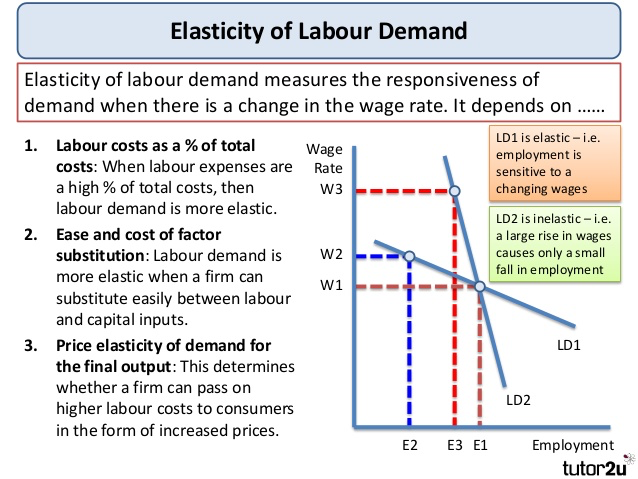 Elasticity of Labour Demand
Elasticity of labour demand measures the responsiveness of
demand when there is a change in the wage rate. It depends on ……
1. Labour costs as a % of total
costs: When labour expenses are
a high % of total costs, then
labour demand is more elastic.
2. Ease and cost of factor
substitution: Labour demand is
more elastic when a firm can
substitute easily between labour
and capital inputs.
3. Price elasticity of demand for
the final output: This determines
whether a firm can pass on
higher labour costs to consumers
in the form of increased prices.
Wage
Rate
W3
W2
W1
LD1 is elastic – i.e.
employment is
sensitive to a
changing wages
LD2 is inelastic – i.e.
a large rise in wages
causes only a small
fall in employment
LD1
LD2
E2
E3
E1
Employment
tutor2u